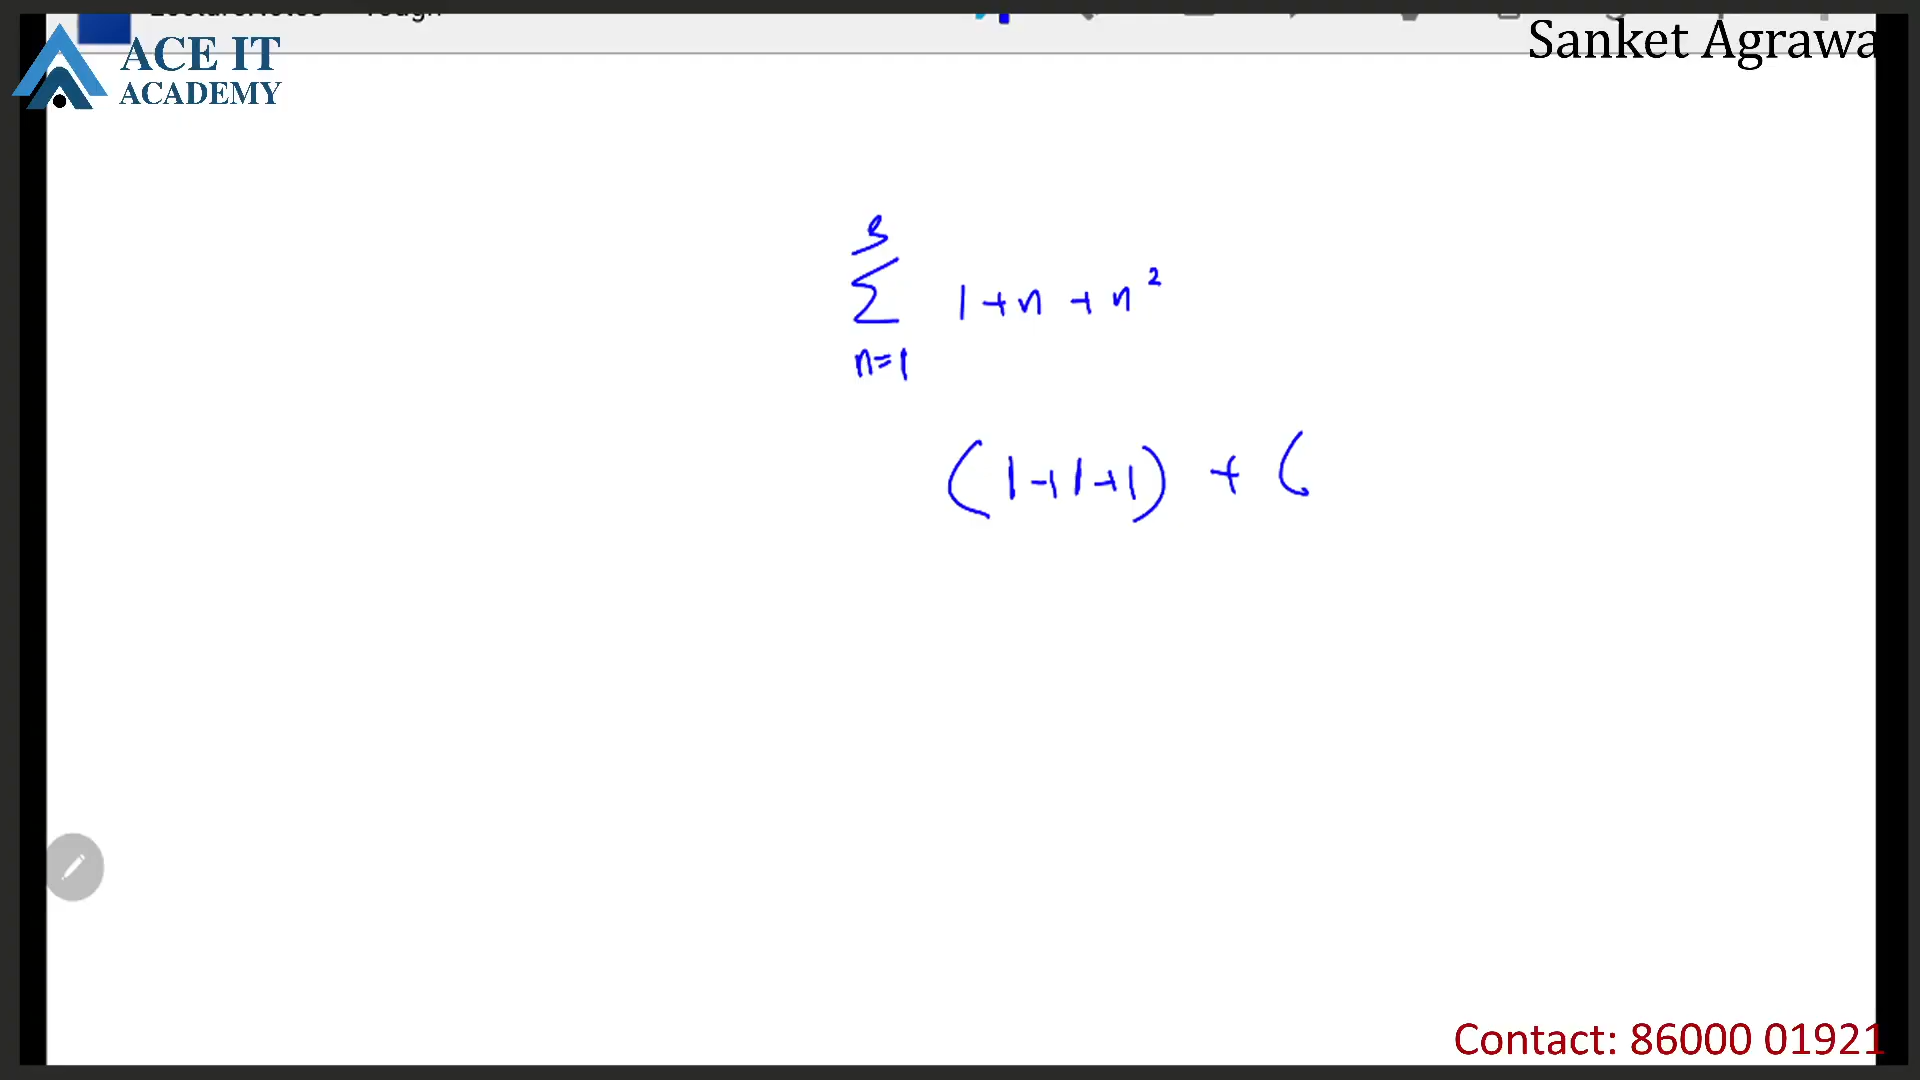 ACE IT
ACADEMY
Sanket Agrawa
3
∑ 1+n+n²
n=1
(1+1+1) + (
Contact: 86000 01921